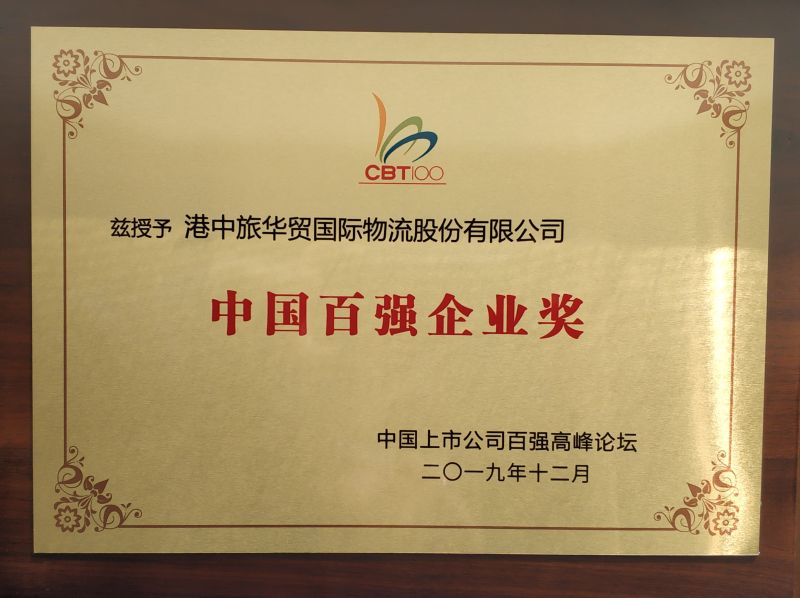 CBT100
兹授予 港中旅华贸国际物流股份有限公司
中国百强企业奖
中国上市公司百强高峰论坛
二〇一九年十二月